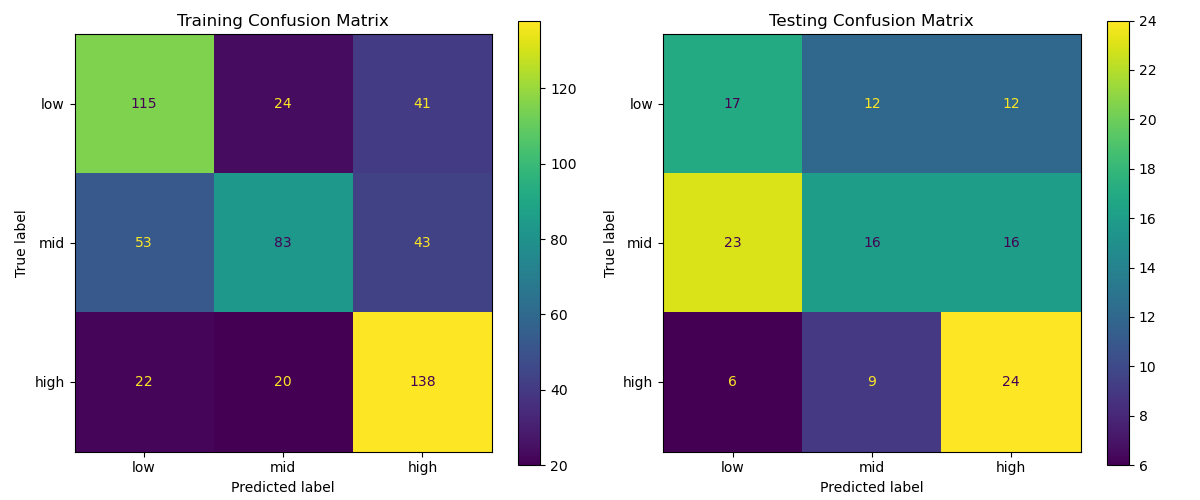 Training Confusion Matrix
low 115 24 41
mid 53 83 43
high 22 20 138
low mid high
Predicted label
True label
120
100
80
60
40
20
Testing Confusion Matrix
low 17 12 12
mid 23 16 16
high 6 9 24
low mid high
Predicted label
True label
24
22
20
18
16
14
12
10
8
6